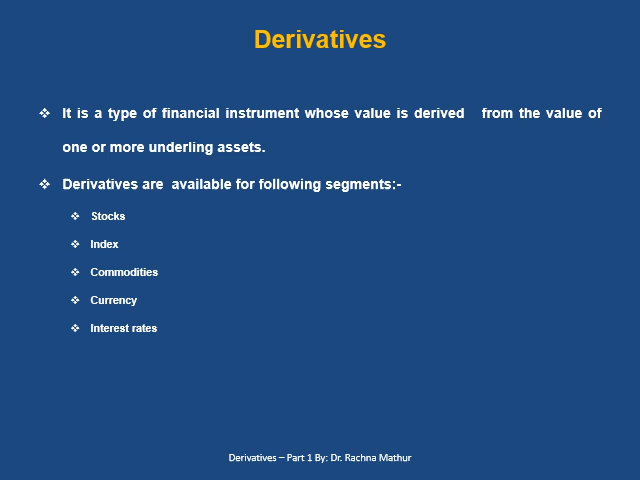 Derivatives
❖ It is a type of financial instrument whose value is derived from the value of
one or more underling assets.
❖ Derivatives are available for following segments:-
❖ Stocks
❖ Index
❖ Commodities
❖ Currency
❖ Interest rates
Derivatives – Part 1 By: Dr. Rachna Mathur